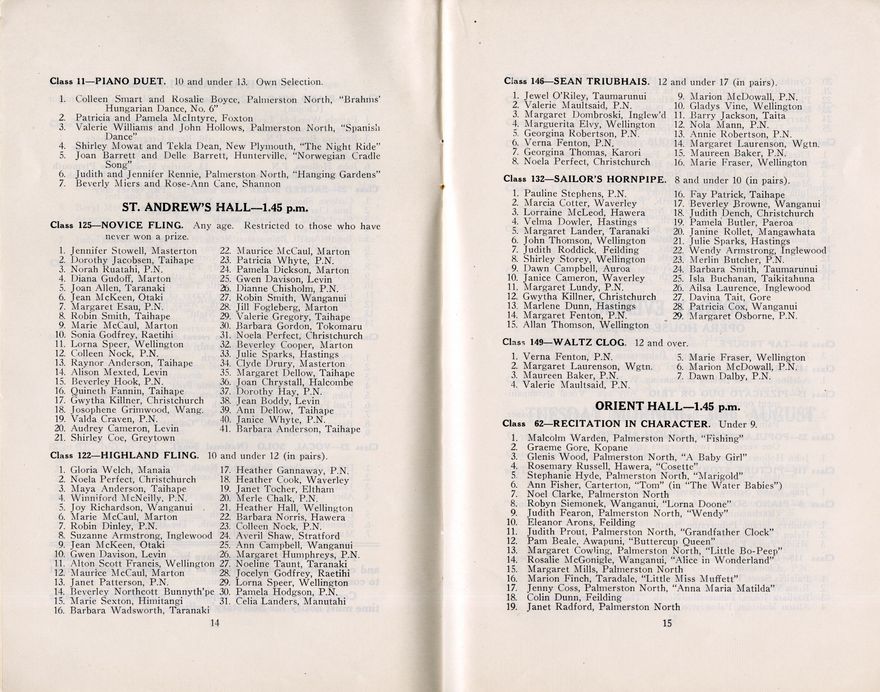 Class 11—PIANO DUET. 10 and under 13. Own Selection.
1. Colleen Smart and Rosalie Boyce, Palmerston North, "Brahms'
Hungarian Dance, No. 6"
2. Patricia and Pamela McIntyre, Foxton
3. Valerie Williams and John Hollows, Palmerston North, "Spanish
Dance"
4. Shirley Mowat and Tekla Dean, New Plymouth, "The Night Ride"
5. Joan Barrett and Delle Barrett, Hunterville, "Norwegian Cradle
Song"
6. Judith and Jennifer Rennie, Palmerston North, "Hanging Gardens"
7. Beverly Miers and Rose-Ann Cane, Shannon
ST. ANDREW'S HALL—1.45 p.m.
Class 125—NOVICE FLING. Any age. Restricted to those who have
never won a prize.
1. Jennifer Stowell, Masterton
2. Dorothy Jacobsen, Taihape
3. Norah Ruatahi, P.N.
4. Diana Gudoff, Marton
5. Joan Allen, Taranaki
6. Jean McKeen, Otaki
7. Margaret Esau, P.N.
8. Robin Smith, Taihape
9. Marie McCaul, Marton
10. Sonia Godfrey, Raetihi
11. Lorna Speer, Wellington
12. Colleen Nock, P.N.
13. Raynor Anderson, Taihape
14. Alison Mexted, Levin
15. Beverley Hook, P.N.
16. Quineth Fannin, Taihape
17. Gwytha Killner, Christchurch
18. Josophene Grimwood, Wang.
19. Valda Craven, P.N.
20. Audrey Cameron, Levin
21. Shirley Coe, Greytown
22. Maurice McCaul, Marton
23. Patricia Whyte, P.N.
24. Pamela Dickson, Marton
25. Gwen Davison, Levin
26. Dianne Chisholm, P.N.
27. Robin Smith, Wanganui
28. Jill Fogleberg, Marton
29. Valerie Gregory, Taihape
30. Barbara Gordon, Tokomaru
31. Noela Perfect, Christchurch
32. Beverley Cooper, Marton
33. Julie Sparks, Hastings
34. Clyde Drury, Masterton
35. Margaret Dellow, Taihape
36. Joan Chrystall, Halcombe
37. Dorothy Hay, P.N.
38. Jean Boddy, Levin
39. Ann Dellow, Taihape
40. Janice Whyte, P.N.
41. Barbara Anderson, Taihape
Class 122—HIGHLAND FLING. 10 and under 12 (in pairs).
1. Gloria Welch, Manaia
2. Noela Perfect, Christchurch
3. Maya Anderson, Taihape
4. Winniford McNeilly, P.N.
5. Joy Richardson, Wanganui
6. Marie McCaul, Marton
7. Robin Dinley, P.N.
8. Suzanne Armstrong, Inglewood
9. Jean McKeen, Otaki
10. Gwen Davison, Levin
11. Alton Scott Francis, Wellington
12. Maurice McCaul, Marton
13. Janet Patterson, P.N.
14. Beverley Northcott Bunnyth'pe
15. Marie Sexton, Himitangi
16. Barbara Wadsworth, Taranaki
17. Heather Gannaway, P.N.
18. Heather Cook, Waverley
19. Janet Tocher, Eltham
20. Merle Chalk, P.N.
21. Heather Hall, Wellington
22. Barbara Norris, Hawera
23. Colleen Nock, P.N.
24. Averil Shaw, Stratford
25. Ann Campbell, Wanganui
26. Margaret Humphreys, P.N.
27. Noeline Taunt, Taranaki
28. Jocelyn Godfrey, Raetihi
29. Lorna Speer, Wellington
30. Pamela Hodgson, P.N.
31. Celia Landers, Manutahi
14
Class 146—SEAN TRIUBHAIS. 12 and under 17 (in pairs).
1. Jewel O'Riley, Taumarunui
2. Valerie Maultsaid, P.N.
3. Margaret Dombroski, Inglew'd
4. Marguerita Elvy, Wellington
5. Georgina Robertson, P.N.
6. Verna Fenton, P.N.
7. Georgina Thomas, Karori
8. Noela Perfect, Christchurch
9. Marion McDowall, P.N.
10. Gladys Vine, Wellington
11. Barry Jackson, Taita
12. Nola Mann, P.N.
13. Annie Robertson, P.N.
14. Margaret Laurenson, Wgtn.
15. Maureen Baker, P.N.
16. Marie Fraser, Wellington
Class 132—SAILOR'S HORNPIPE. 8 and under 10 (in pairs).
1. Pauline Stephens, P.N.
2. Marcia Cotter, Waverley
3. Lorraine McLeod, Hawera
4. Velma Dowler, Hastings
5. Margaret Lander, Taranaki
6. John Thomson, Wellington
7. Judith Roddick, Feilding
8. Shirley Storey, Wellington
9. Dawn Campbell, Auroa
10. Janice Cameron, Waverley
11. Margaret Lundy, P.N.
12. Gwytha Killner, Christchurch
13. Marlene Dunn, Hastings
14. Margaret Fenton, P.N.
15. Allan Thomson, Wellington
16. Fay Patrick, Taihape
17. Beverley Browne, Wanganui
18. Judith Dench, Christchurch
19. Pamela Butler, Paeroa
20. Janine Rollet, Mangawhata
21. Julie Sparks, Hastings
22. Wendy Armstrong, Inglewood
23. Merlin Butcher, P.N.
24. Barbara Smith, Taumarunui
25. Isla Buchanan, Taikitahuna
26. Ailsa Laurence, Inglewood
27. Davina Tait, Gore
28. Patricia Cox, Wanganui
29. Margaret Osborne, P.N.
Class 149—WALTZ CLOG. 12 and over.
1. Verna Fenton, P.N.
2. Margaret Laurenson, Wgtn.
3. Maureen Baker, P.N.
4. Valerie Maultsaid, P.N.
5. Marie Fraser, Wellington
6. Marion McDowall, P.N.
7. Dawn Dalby, P.N.
ORIENT HALL—1.45 p.m.
Class 62—RECITATION IN CHARACTER. Under 9.
1. Malcolm Warden, Palmerston North, "Fishing"
2. Graeme Gore, Kopane
3. Glenis Wood, Palmerston North, "A Baby Girl"
4. Rosemary Russell, Hawera, "Cosette"
5. Stephanie Hyde, Palmerston North, "Marigold"
6. Ann Fisher, Carterton, "Tom" (in "The Water Babies")
7. Noel Clarke, Palmerston North
8. Robyn Siemonek, Wanganui, "Lorna Doone"
9. Judith Fearon, Palmerston North, "Wendy"
10. Eleanor Arons, Feilding
11. Judith Prout, Palmerston North, "Grandfather Clock"
12. Pam Beale, Awapuni, "Buttercup Queen"
13. Margaret Cowling, Palmerston North, "Little Bo-Peep"
14. Rosalie McGonigle, Wanganui, "Alice in Wonderland"
15. Margaret Mills, Palmerston North
16. Marion Finch, Taradale, "Little Miss Muffett"
17. Jenny Coss, Palmerston North, "Anna Maria Matilda"
18. Colin Dunn, Feilding
19. Janet Radford, Palmerston North
15